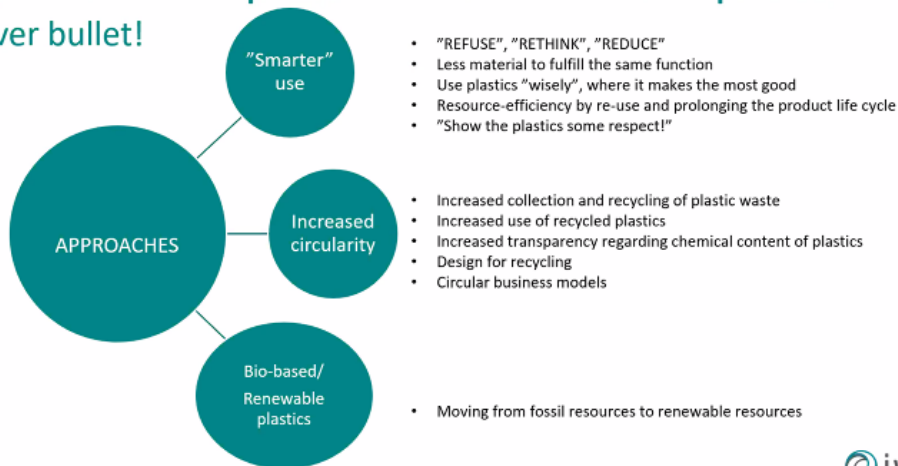 ver bullet!
”Smarter”
use
• ”REFUSE”, ”RETHINK”, ”REDUCE”
• Less material to fulfill the same function
• Use plastics ”wisely”, where it makes the most good
• Resource-efficiency by re-use and prolonging the product life cycle
• ”Show the plastics some respect!”
APPROACHES
Increased
circularity
• Increased collection and recycling of plastic waste
• Increased use of recycled plastics
• Increased transparency regarding chemical content of plastics
• Design for recycling
• Circular business models
Bio-based/
Renewable
plastics
• Moving from fossil resources to renewable resources